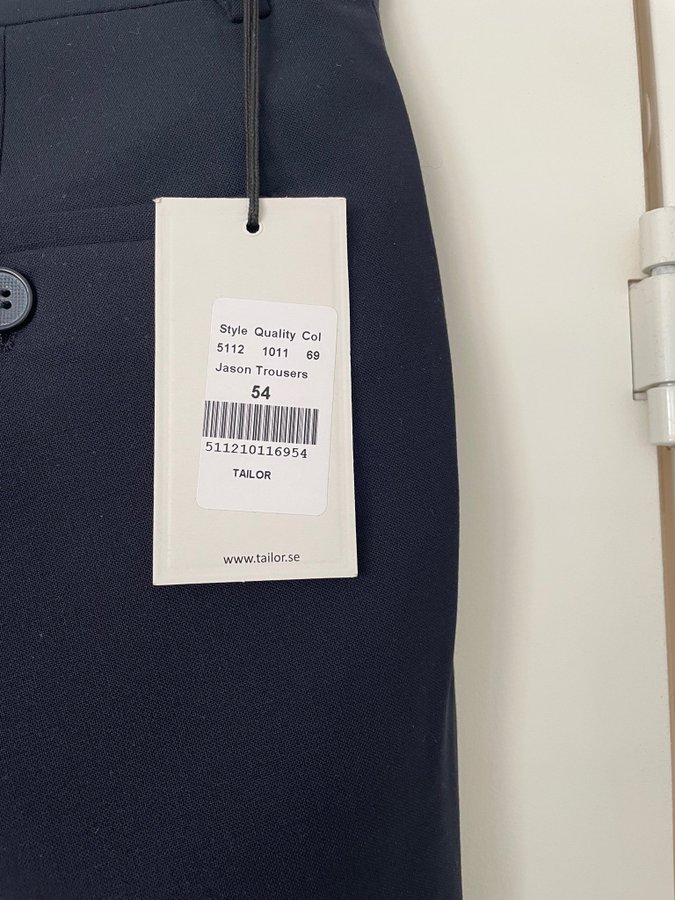 Style Quality Col
5112 1011 69
Jason Trousers
54
511210116954
TAILOR
www.tailor.se